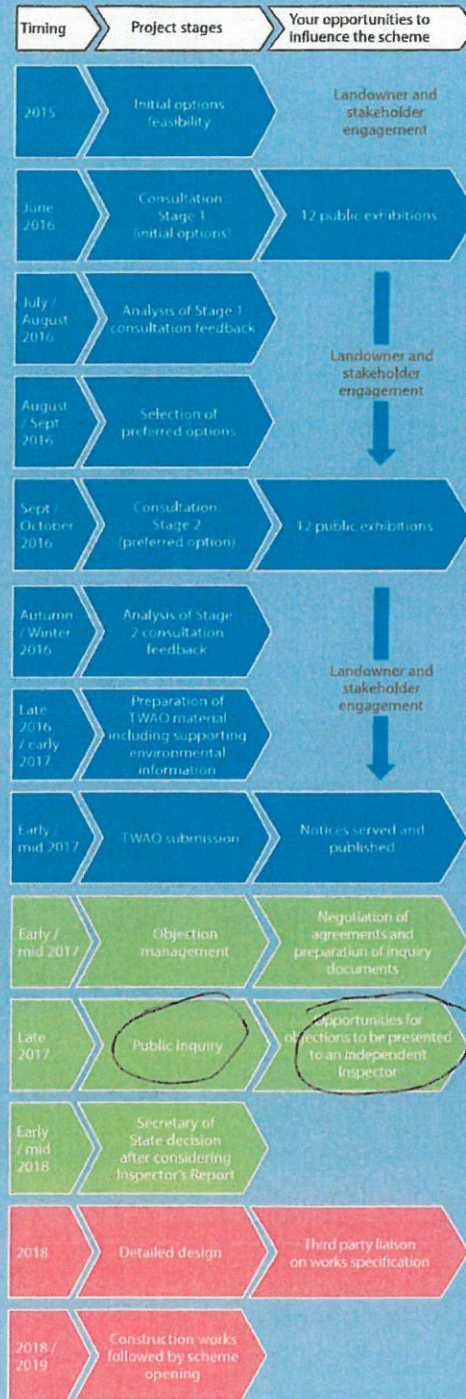 Timing
Project stages
Your opportunities to
influence the scheme
2015
Initial options
feasibility
Landowner and
stakeholder
engagement
June
2016
Consultation
Stage 1
(initial options)
12 public exhibitions
July /
August
2016
Analysis of Stage 1
consultation feedback
Landowner and
stakeholder
engagement
August
/ Sept
2016
Selection of
preferred options
Sept /
October
2016
Consultation
Stage 2
(preferred option)
12 public exhibitions
Autumn
/ Winter
2016
Analysis of Stage
2 consultation
feedback
Landowner and
stakeholder
engagement
Late
2016
/ early
2017
Preparation of
TWAO material
including supporting
environmental
information
Early /
mid 2017
TWAO submission
Notices served and
published
Early /
mid 2017
Objection
management
Negotiation of
agreements and
preparation of inquiry
documents
Late
2017
Public Inquiry
Opportunities for
objections to be presented
to an independent
Inspector
Early /
mid
2018
Secretary of
State decision
after considering
Inspector's Report
2018
Detailed design
Third party liaison
on works specification
2018 /
2019
Construction works
followed by scheme
opening